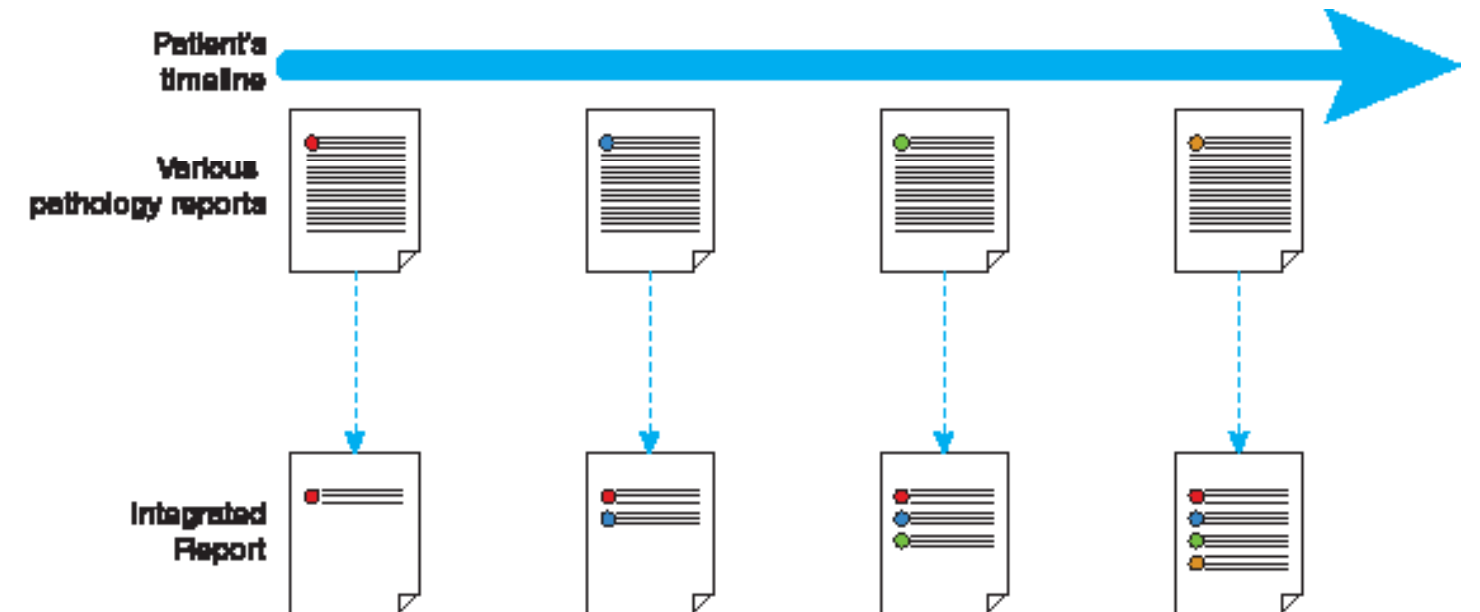 Patient's
timeline
Various
pathology reports
Integrated
Report